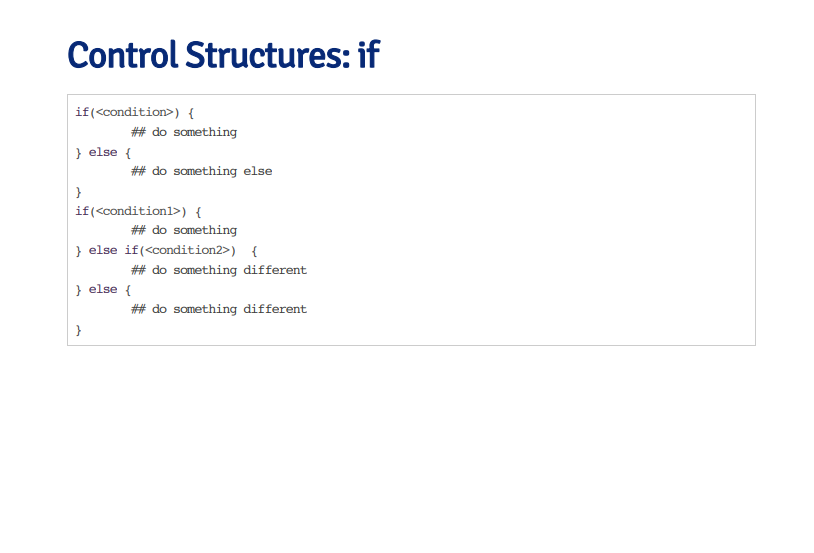 Control Structures: if
if(<condition>) {
        ## do something
} else {
        ## do something else
}
if(<condition1>) {
        ## do something
} else if(<condition2>)  {
        ## do something different
} else {
        ## do something different
}